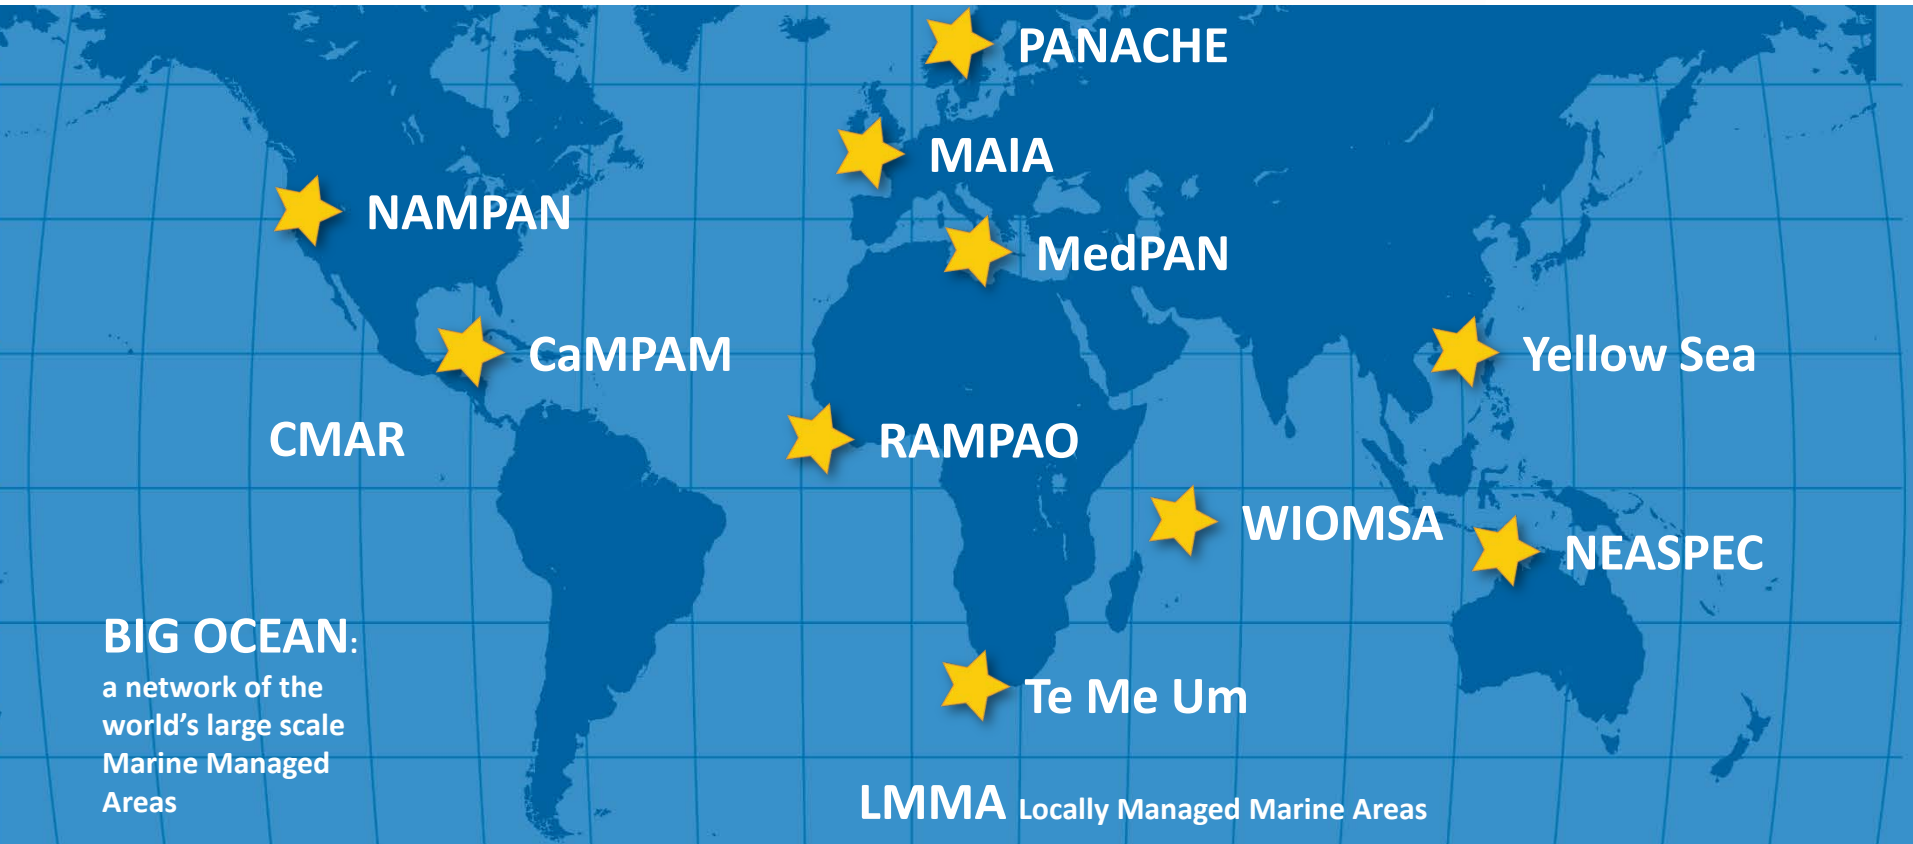 PANACHE
MAIA
NAMPAN
MedPAN
CaMPAM
Yellow Sea
CMAR
RAMPAO
WIOMSA
NEASPEC
BIG OCEAN:
a network of the
world’s large scale
Marine Managed
Areas
Te Me Um
LMMA Locally Managed Marine Areas